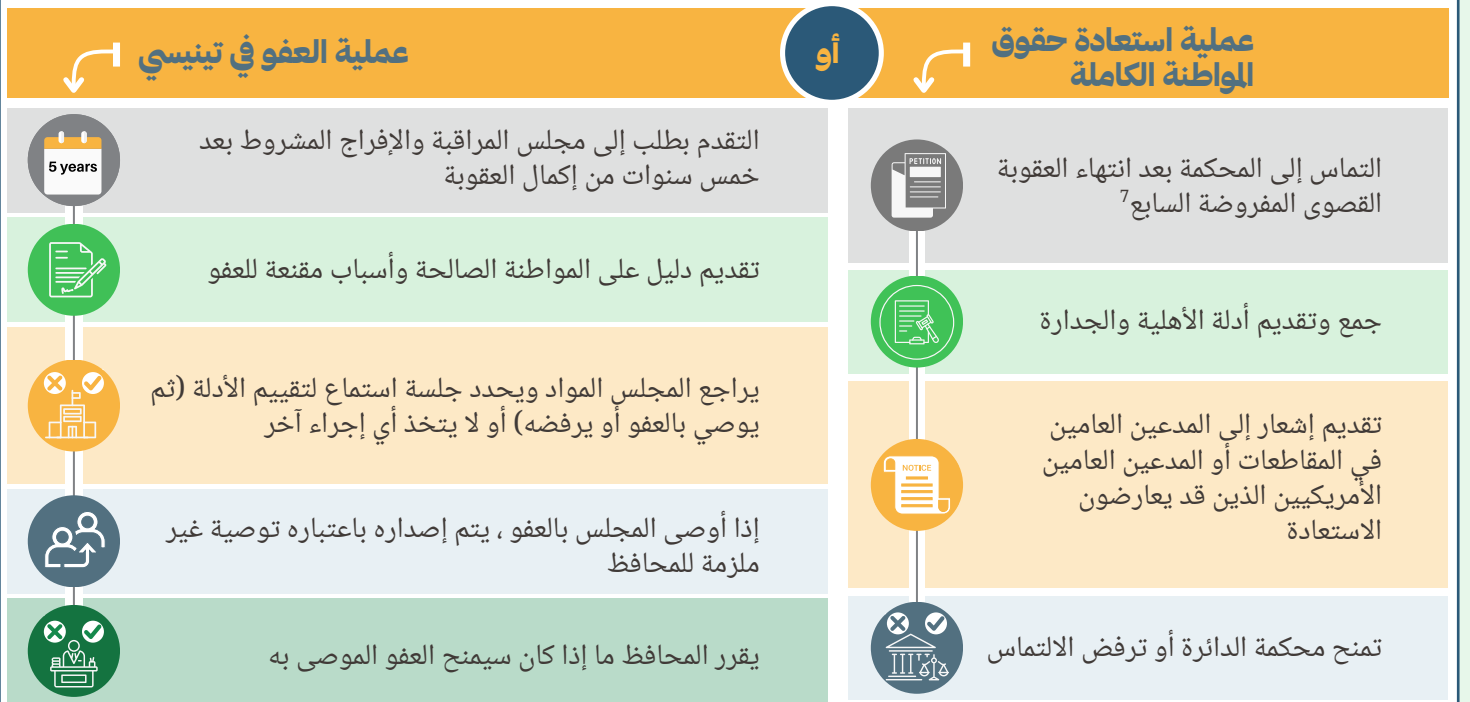 عملية استعادة حقوق
المواطنة الكاملة
أو
عملية العفو في تينيسي
PETITION
التماس إلى المحكمة بعد انتهاء العقوبة
القصوى المفروضة السابع7
جمع وتقديم أدلة الأهلية والجدارة
NOTICE
تقديم إشعار إلى المدعين العامين
في المقاطعات أو المدعين العامين
الأمريكيين الذين قد يعارضون
الاستعادة
تمنح محكمة الدائرة أو ترفض الالتماس
5 years
التقدم بطلب إلى مجلس المراقبة والإفراج المشروط بعد
خمس سنوات من إكمال العقوبة
تقديم دليل على المواطنة الصالحة وأسباب مقنعة للعفو
يراجع المجلس المواد ويحدد جلسة استماع لتقييم الأدلة (ثم
يوصي بالعفو أو يرفضه) أو لا يتخذ أي إجراء آخر
إذا أوصى المجلس بالعفو ، يتم إصداره باعتباره توصية غير
ملزمة للمحافظ
يقرر المحافظ ما إذا كان سيمنح العفو الموصى به